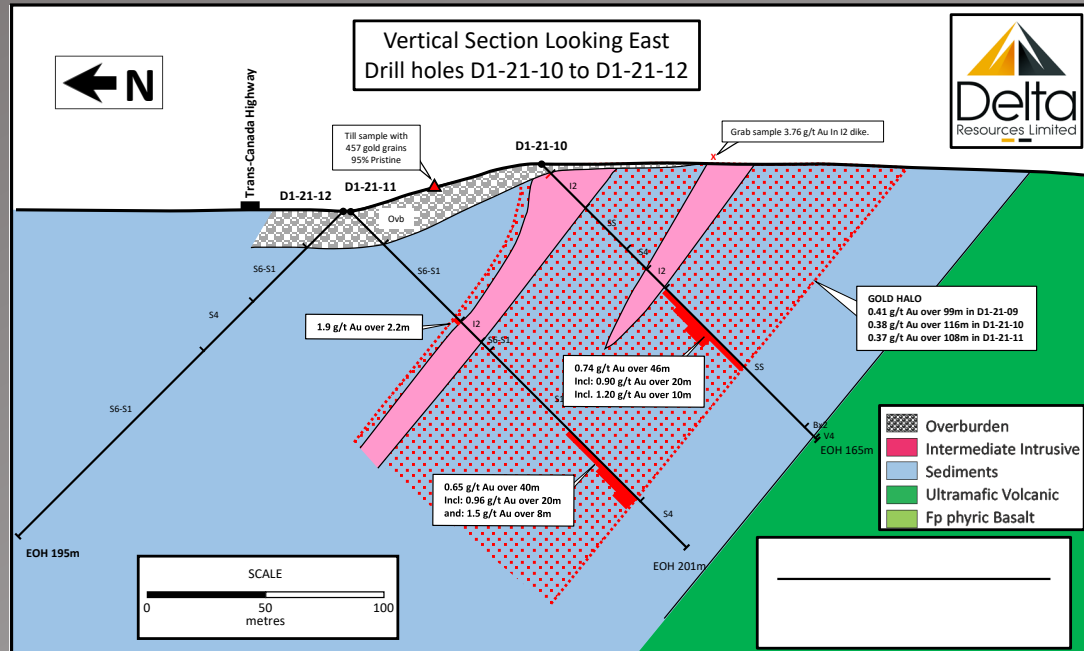 Vertical Section Looking East
Drill holes D1-21-10 to D1-21-12
N
Delta
Resources Limited
Trans-Canada Highway
Till sample with
457 gold grains
95% Pristine
Grab sample 3.76 g/t Au In I2 dike.
x
D1-21-10
D1-21-12
D1-21-11
Ovb
I2
SS
S4
I2
S6-S1
S6-S1
S4
1.9 g/t Au over 2.2m
I2
S6-S1
GOLD HALO
0.41 g/t Au over 99m in D1-21-09
0.38 g/t Au over 116m in D1-21-10
0.37 g/t Au over 108m in D1-21-11
0.74 g/t Au over 46m
Incl: 0.90 g/t Au over 20m
Incl. 1.20 g/t Au over 10m
SS
S6-S1
Bx2
V4
EOH 165m
Overburden
Intermediate Intrusive
Sediments
Ultramafic Volcanic
Fp phyric Basalt
0.65 g/t Au over 40m
Incl: 0.96 g/t Au over 20m
and: 1.5 g/t Au over 8m
S4
EOH 195m
EOH 201m
SCALE
0 50 100
metres